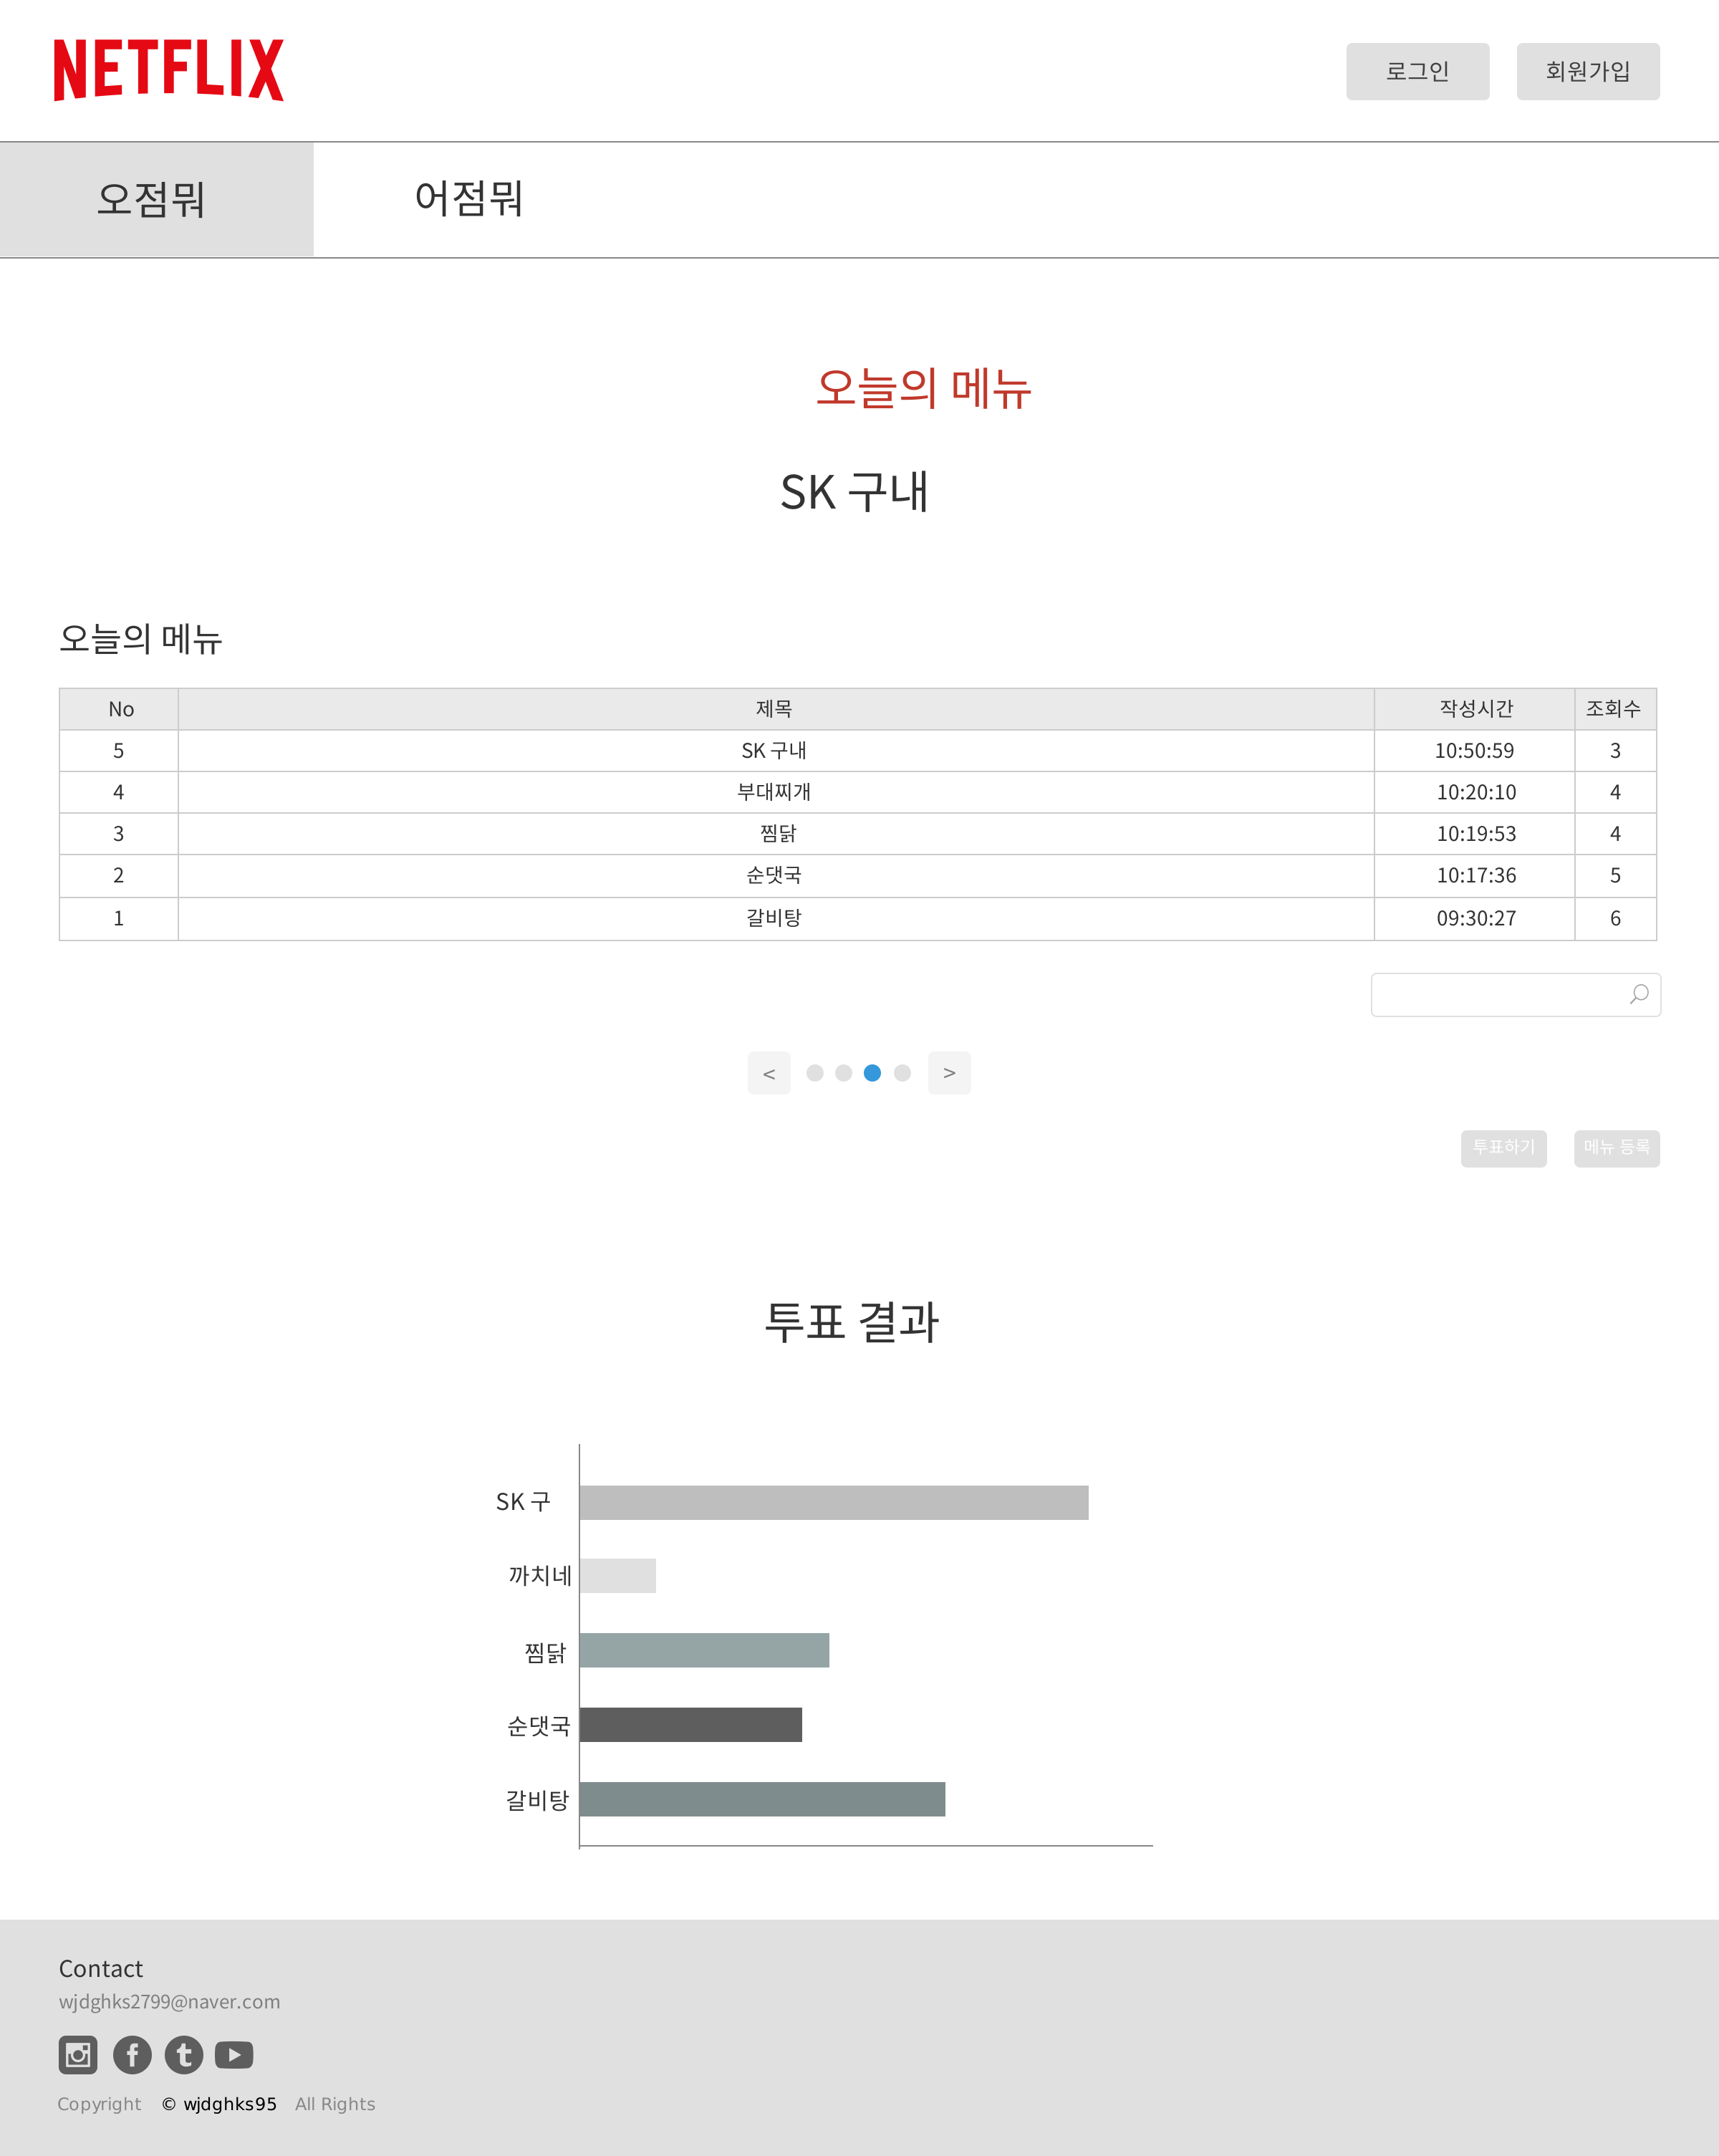 NETFLIX
로그인 회원가입
오점뭐 어점뭐
오늘의 메뉴
SK 구내
오늘의 메뉴
No 제목 작성시간 조회수
5 SK 구내 10:50:59 3
4 부대찌개 10:20:10 4
3 찜닭 10:19:53 4
2 순댓국 10:17:36 5
1 갈비탕 09:30:27 6
< >
투표하기 메뉴 등록
투표 결과
SK 구
까치네
찜닭
순댓국
갈비탕
Contact
wjdghks2799@naver.com
Copyright © wjdghks95 All Rights